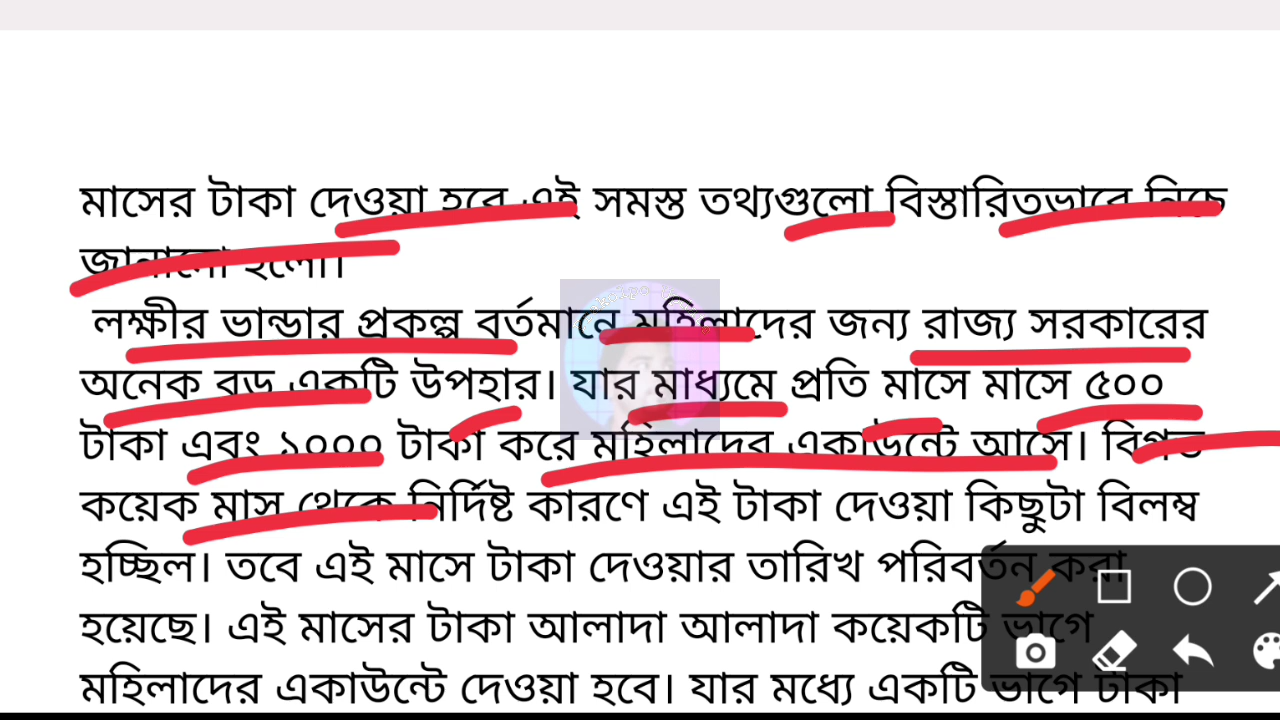 মাসের টাকা দেওয়া হবে এই সমস্ত তথ্যগুলো বিস্তারিতভাবে নিচে
জানানো হলো।
লক্ষীর ভান্ডার প্রকল্প বর্তমানে মহিলাদের জন্য রাজ্য সরকারের
অনেক বড় একটি উপহার। যার মাধ্যমে প্রতি মাসে মাসে ৫০০
টাকা এবং ১০০০ টাকা করে মহিলাদের একাউন্টে আসে। বিগত
কয়েক মাস থেকে নির্দিষ্ট কারণে এই টাকা দেওয়া কিছুটা বিলম্ব
হচ্ছিল। তবে এই মাসে টাকা দেওয়ার তারিখ পরিবর্তন করা
হয়েছে। এই মাসের টাকা আলাদা আলাদা কয়েকটি ভাগে
মহিলাদের একাউন্টে দেওয়া হবে। যার মধ্যে একটি ভাগে টাকা